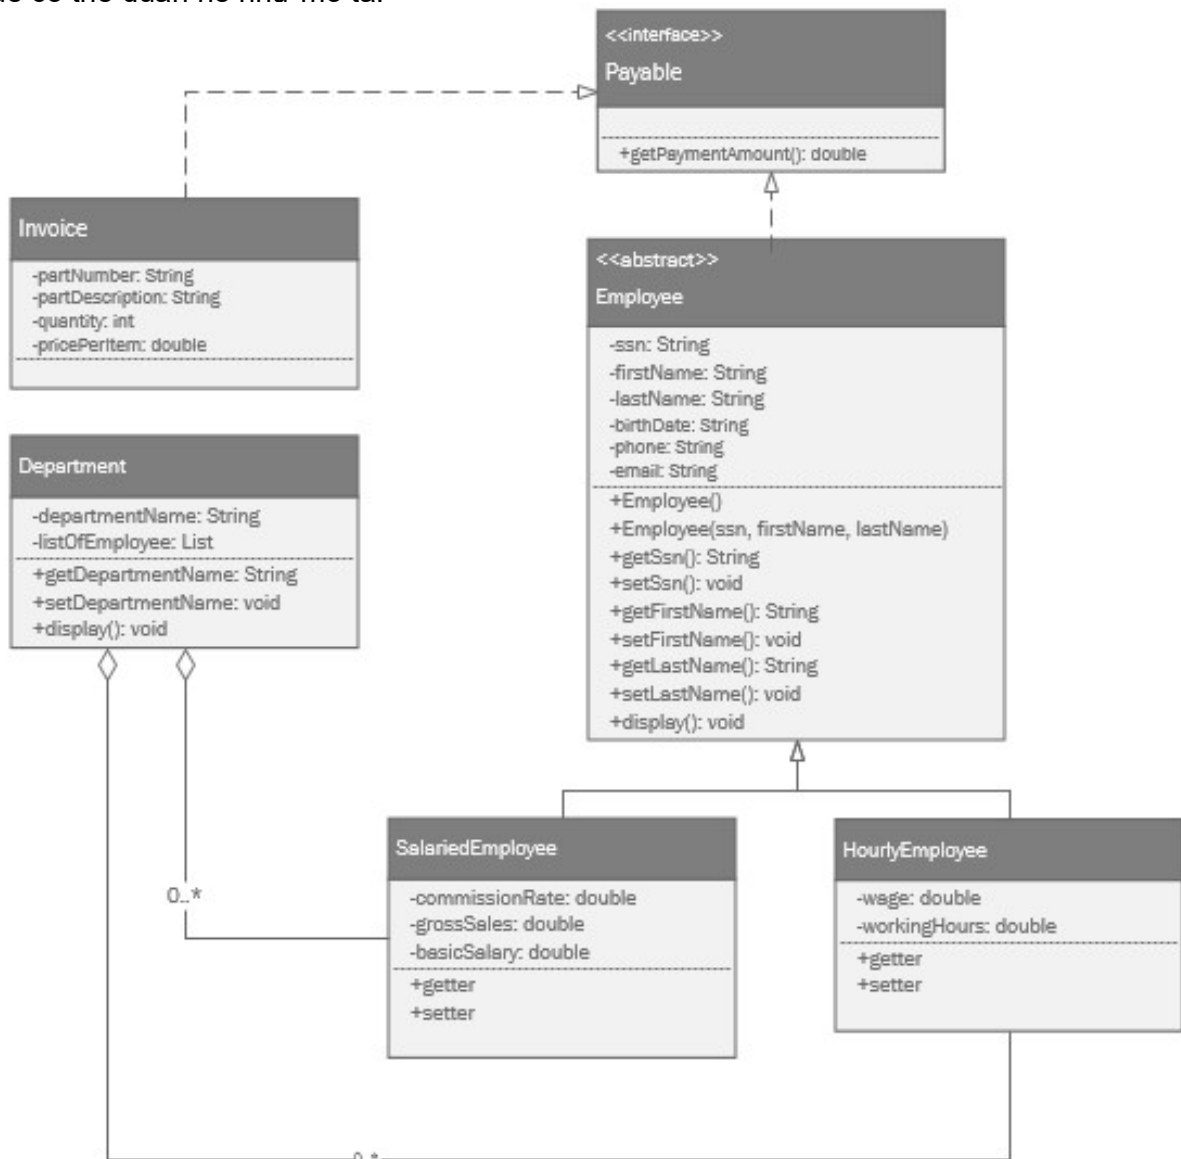 <<interface>>
Payable
+getPaymentAmount(): double
Invoice
-partNumber: String
-partDescription: String
-quantity: int
-pricePerItem: double
<<abstract>>
Employee
-ssn: String
-firstName: String
-lastName: String
-birthDate: String
-phone: String
-email: String
+Employee()
+Employee(ssn, firstName, lastName)
+getSsn(): String
+setSsn(): void
+getFirstName(): String
+setFirstName(): void
+getLastName(): String
+setLastName(): void
+display(): void
Department
-departmentName: String
-listOfEmployee: List
+getDepartmentName: String
+setDepartmentName: void
+display(): void
0..*
SalariedEmployee
-commissionRate: double
-grossSales: double
-basicSalary: double
+getter
+setter
HourlyEmployee
-wage: double
-workingHours: double
+getter
+setter
0..*